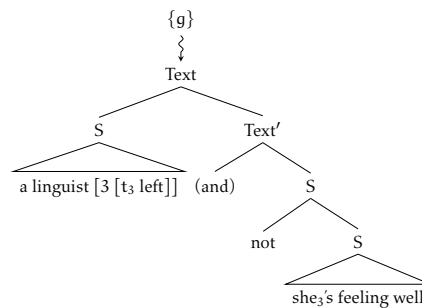 {g}
Text
S Text′
a linguist [3 [t₃ left]] (and) S
not S
she₃'s feeling well